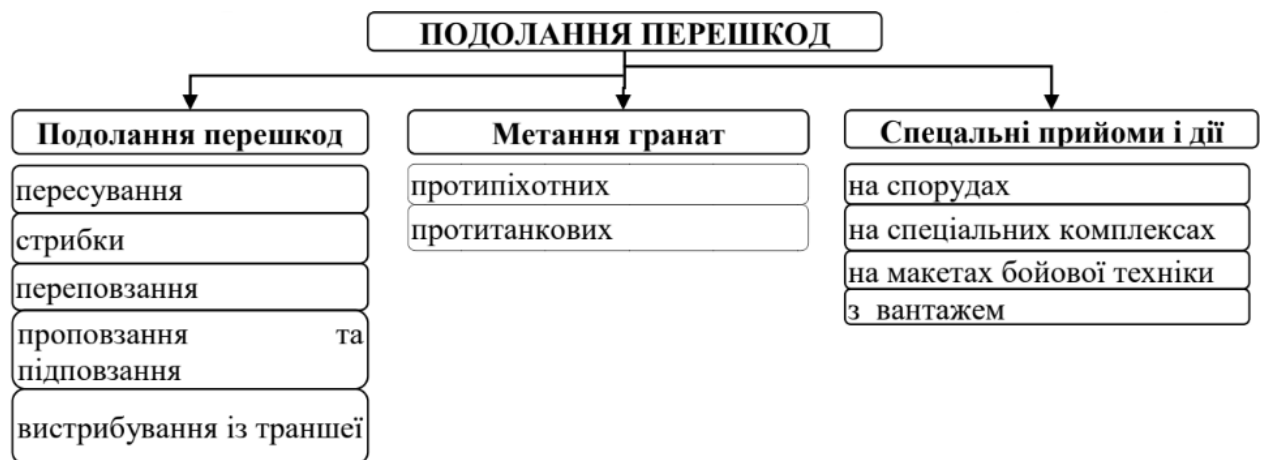 ПОДОЛАННЯ ПЕРЕШКОД
Подолання перешкод
пересування
стрибки
переповзання
проповзання та
підповзання
вистрибування із траншеї
Метання гранат
протипіхотних
протитанкових
Спецальні прийоми і дії
на спорудах
на спеціальних комплексах
на макетах бойової техніки
з вантажем